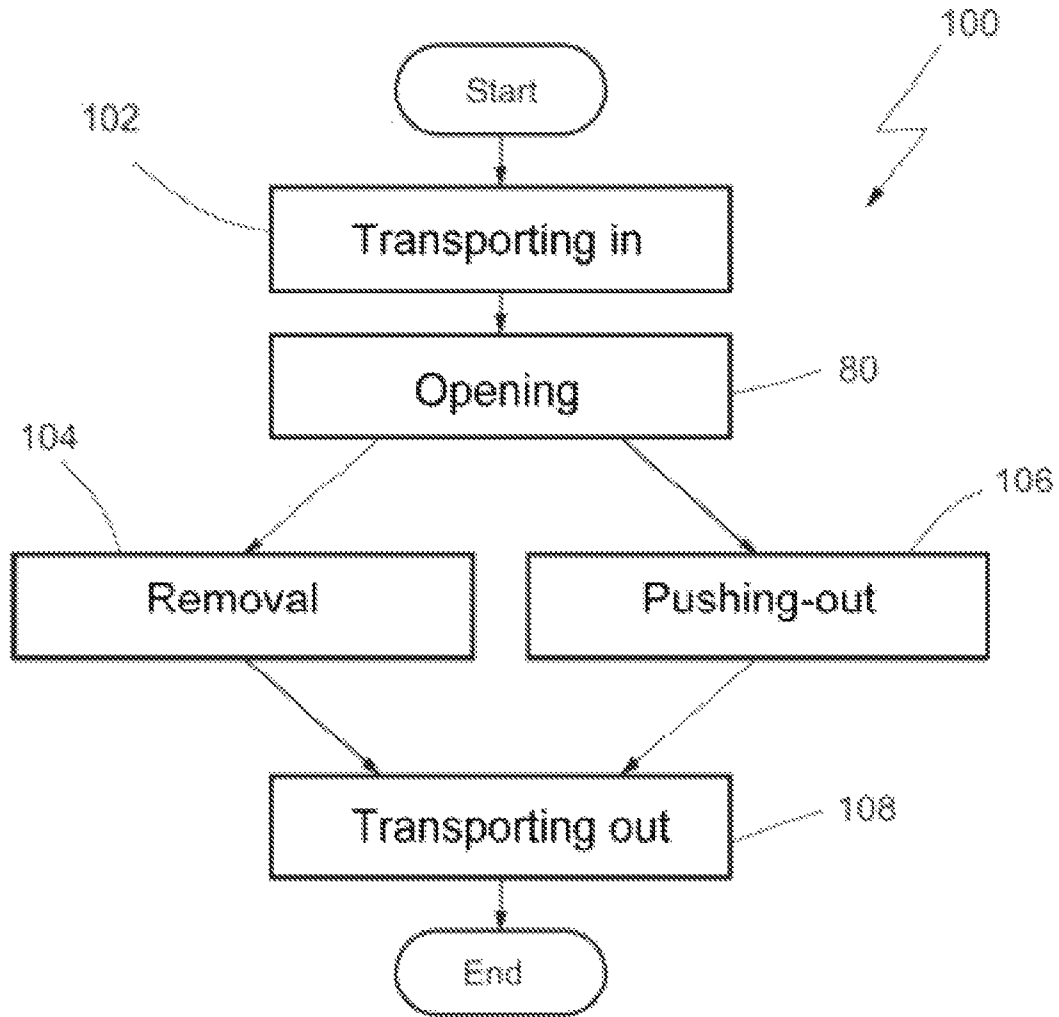 100
Start
102
Transporting in
Opening
80
104
106
Removal
Pushing-out
Transporting out
108
End